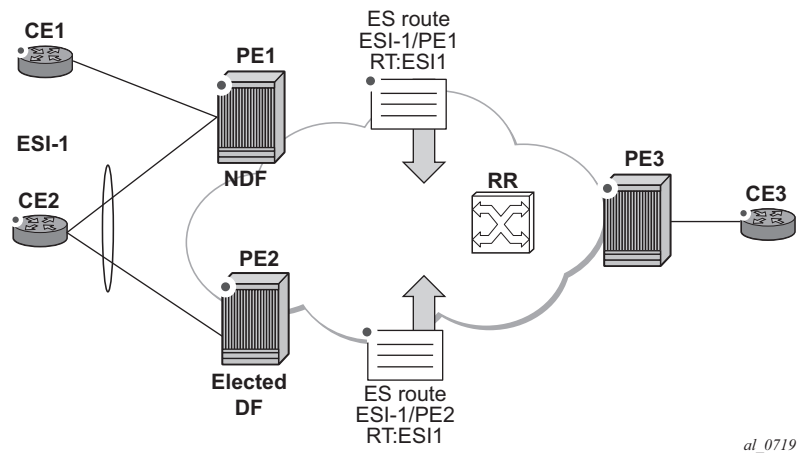 CE1
PE1
ES route
ESI-1/PE1
RT:ESI1
ESI-1
NDF
RR
PE3
CE2
CE3
PE2
Elected
DF
ES route
ESI-1/PE2
RT:ESI1
al_0719